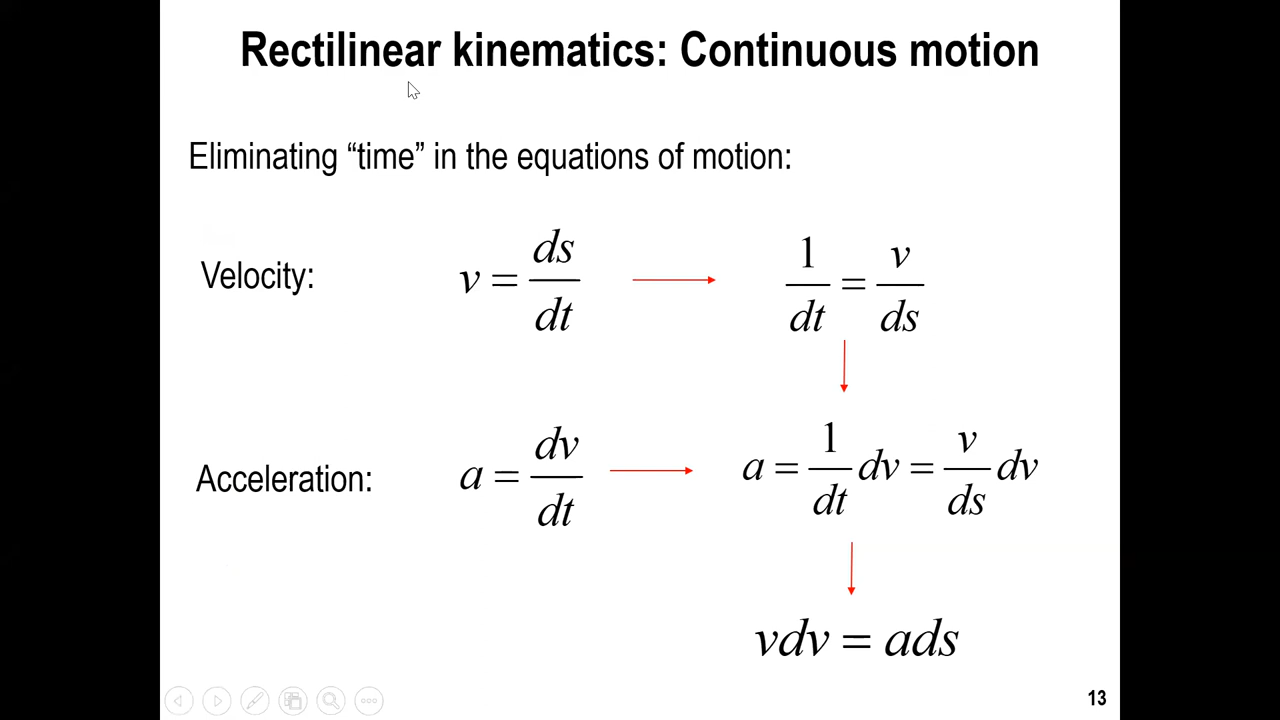 Rectilinear kinematics: Continuous motion
Eliminating “time” in the equations of motion:
Velocity: v = ds/dt 1/dt = v/ds
Acceleration: a = dv/dt a = 1/dt dv = v/ds dv
vdv = ads
13